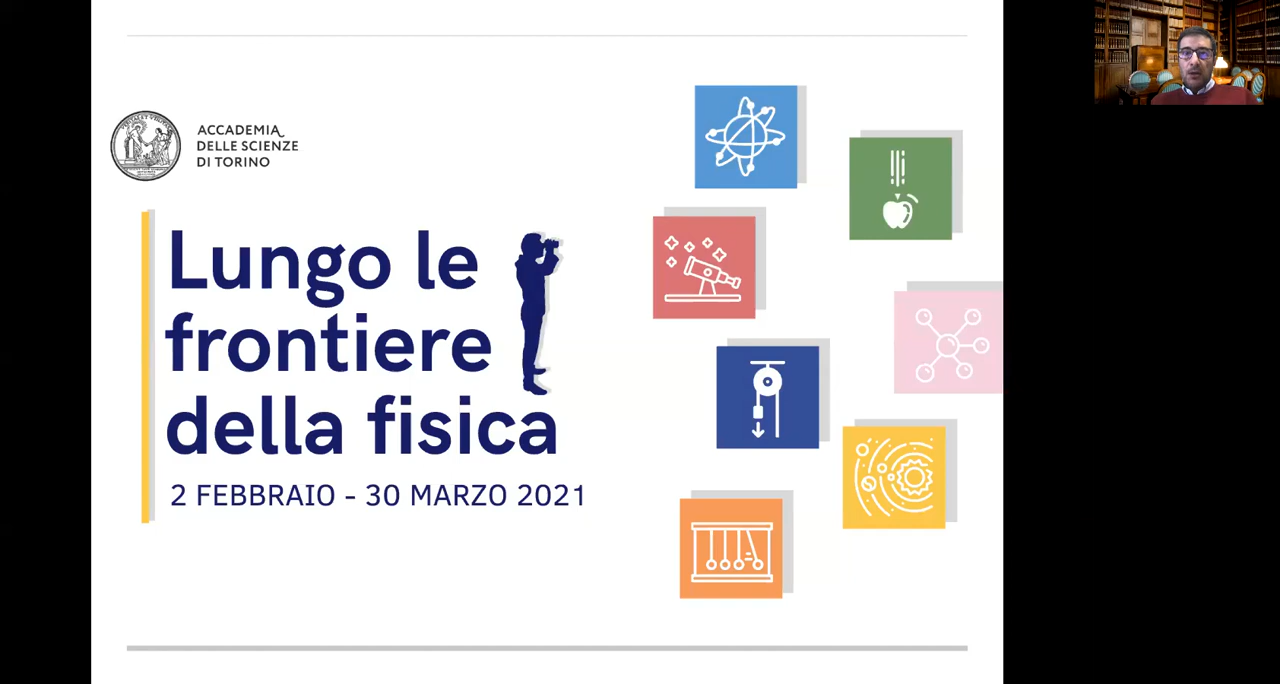 ACCADEMIA
DELLE SCIENZE
DI TORINO
Lungo le
frontiere
della fisica
2 FEBBRAIO - 30 MARZO 2021